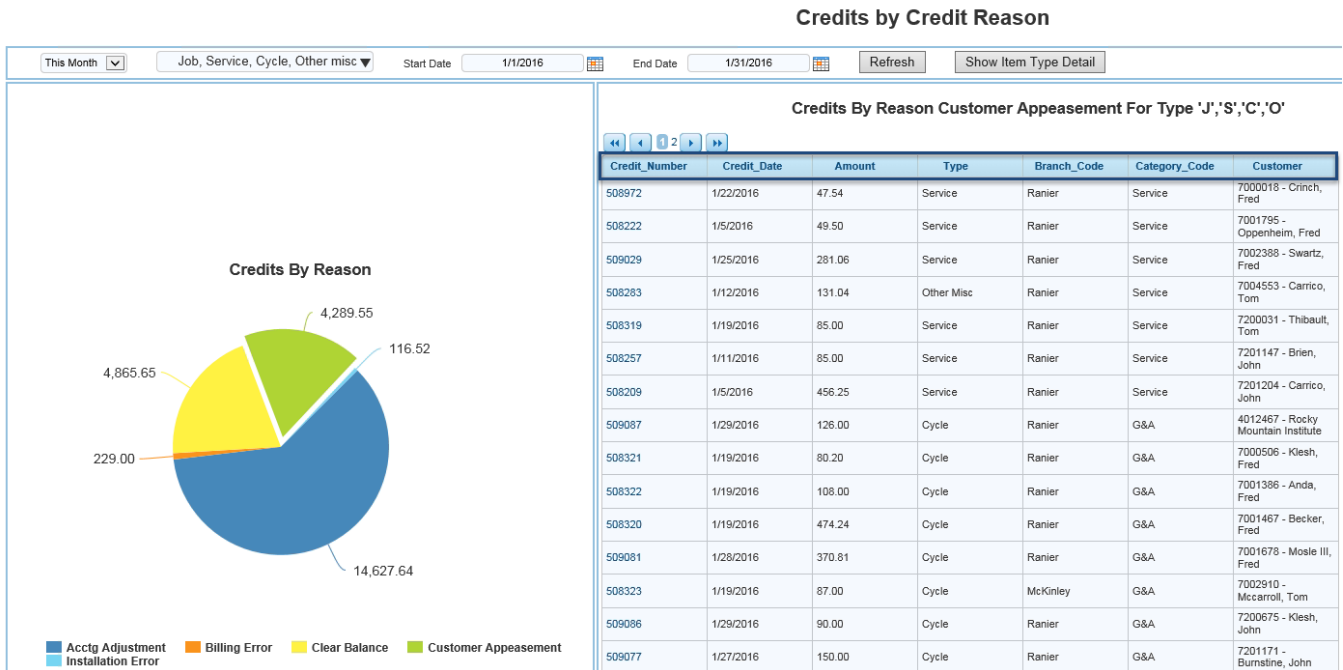 Credits by Credit Reason
This Month Job, Service, Cycle, Other misc Start Date 1/1/2016 End Date 1/31/2016 Refresh Show Item Type Detail
Credits By Reason
4,289.55
116.52
4,865.65
229.00
14,627.64
Acctg Adjustment Billing Error Clear Balance Customer Appeasement
Installation Error
Credits By Reason Customer Appeasement For Type 'J','S','C','O'
1 2
Credit_Number Credit_Date Amount Type Branch_Code Category_Code Customer
508972 1/22/2016 47.54 Service Ranier Service 7000018 - Crinch,
Fred
508222 1/5/2016 49.50 Service Ranier Service 7001795 -
Oppenheim, Fred
509029 1/25/2016 281.06 Service Ranier Service 7002388 - Swartz,
Fred
508283 1/12/2016 131.04 Other Misc Ranier Service 7004553 - Carrico,
Tom
508319 1/19/2016 85.00 Service Ranier Service 7200031 - Thibault,
Tom
508257 1/11/2016 85.00 Service Ranier Service 7201147 - Brien,
John
508209 1/5/2016 456.25 Service Ranier Service 7201204 - Carrico,
John
509087 1/29/2016 126.00 Cycle Ranier G&A 4012467 - Rocky
Mountain Institute
508321 1/19/2016 80.20 Cycle Ranier G&A 7000506 - Klesh,
Fred
508322 1/19/2016 108.00 Cycle Ranier G&A 7001386 - Anda,
Fred
508320 1/19/2016 474.24 Cycle Ranier G&A 7001467 - Becker,
Fred
509081 1/28/2016 370.81 Cycle Ranier G&A 7001678 - Mosle III,
Fred
508323 1/19/2016 87.00 Cycle McKinley G&A 7002910 -
Mccarroll, Tom
509086 1/29/2016 90.00 Cycle Ranier G&A 7200675 - Klesh,
John
509077 1/27/2016 150.00 Cycle Ranier G&A 7201171 -
Burnstine, John